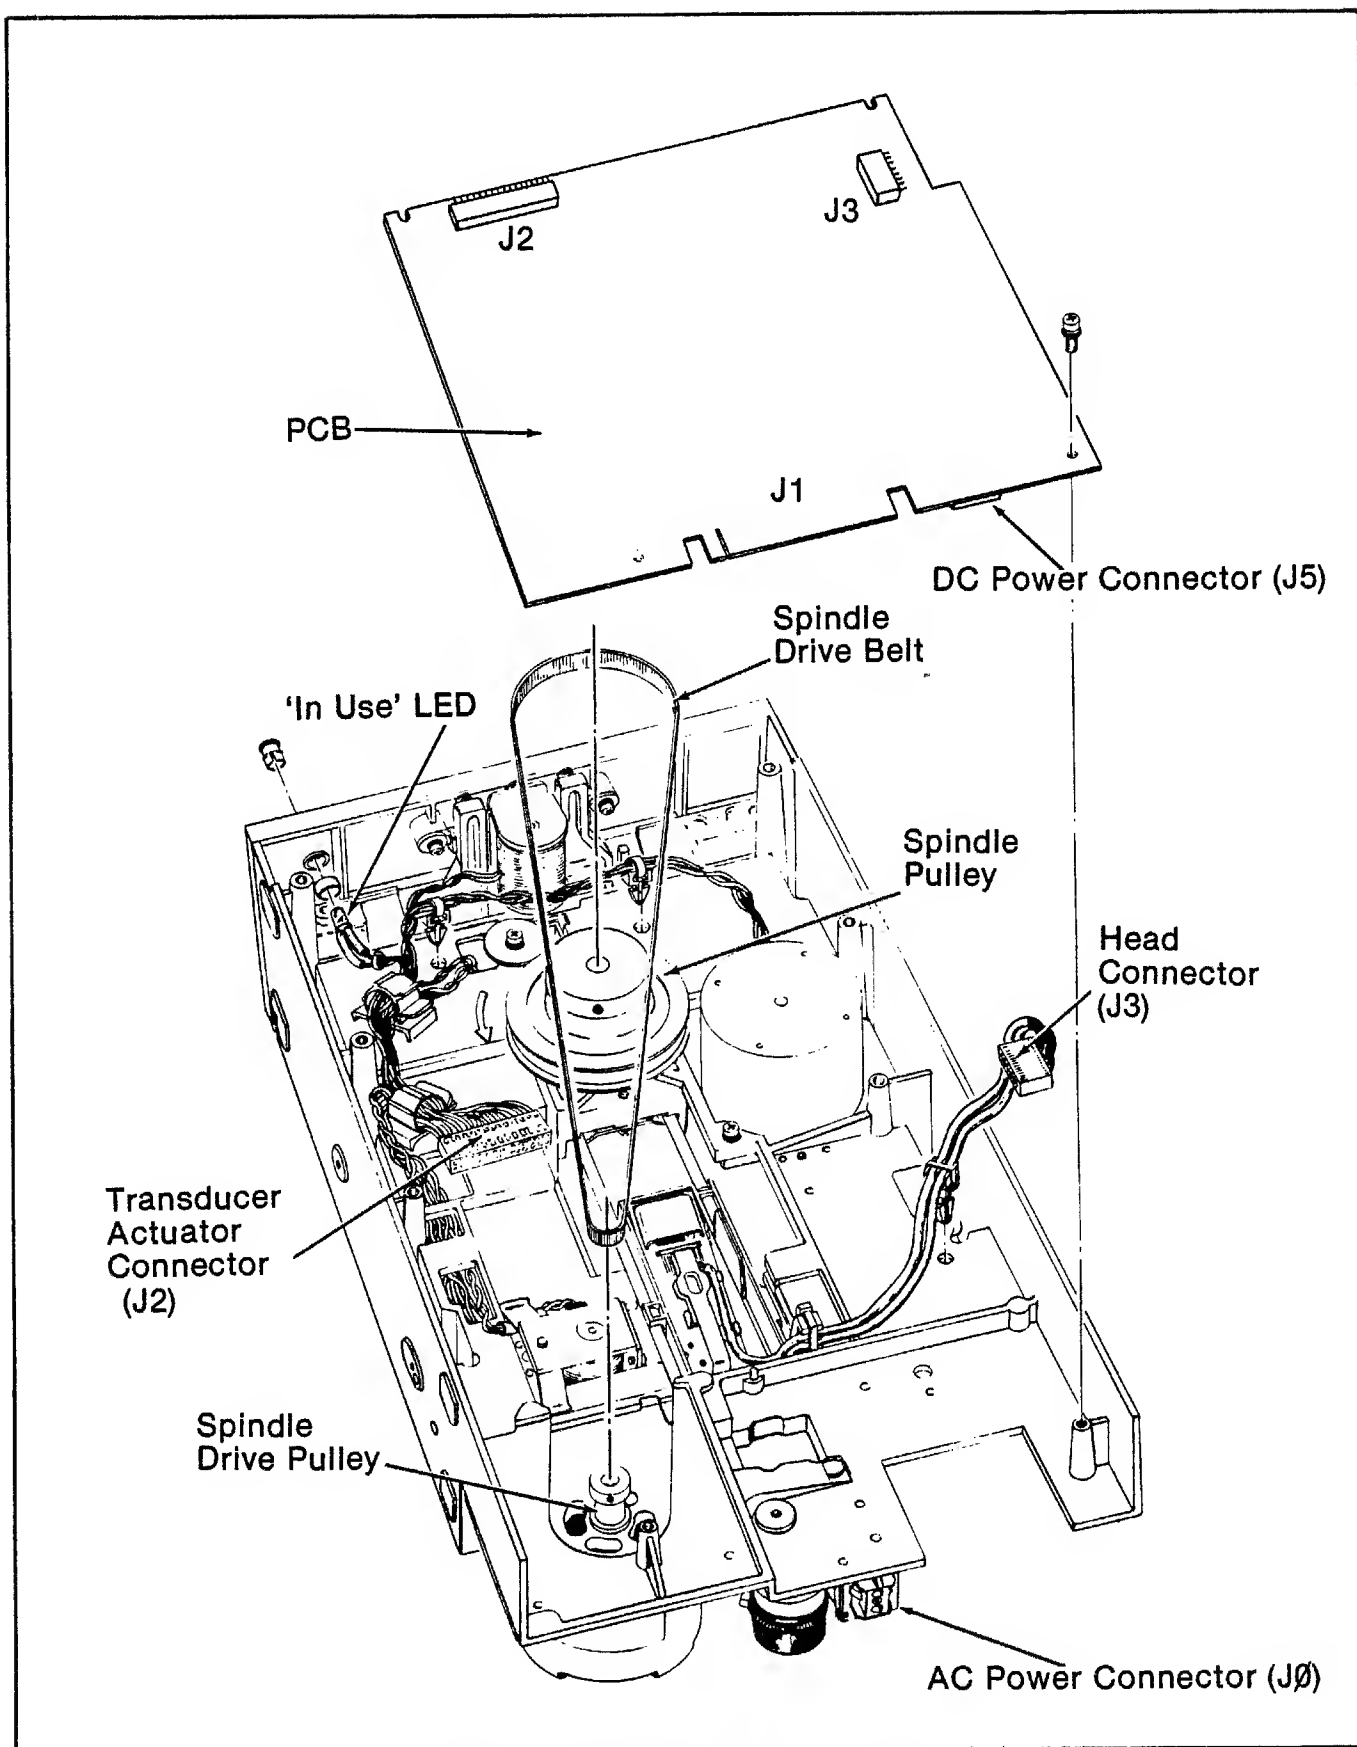 J2
J3
PCB
J1
DC Power Connector (J5)
Spindle
Drive Belt
‘In Use’ LED
Spindle
Pulley
Head
Connector
(J3)
Transducer
Actuator
Connector
(J2)
Spindle
Drive Pulley
AC Power Connector (JØ)